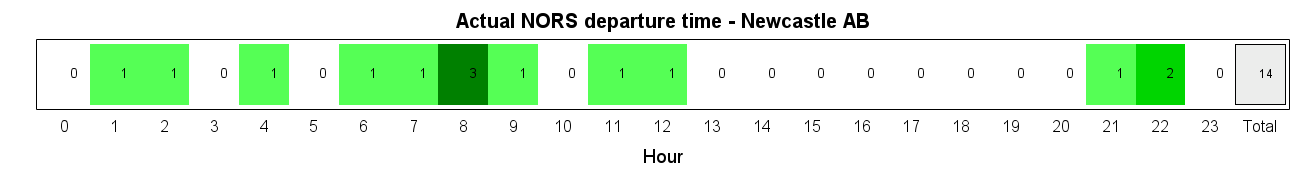 Actual NORS departure time - Newcastle AB
0 1 1 0 1 0 1 1 3 1 0 1 1 0 0 0 0 0 0 0 0 1 2 0 14
0 1 2 3 4 5 6 7 8 9 10 11 12 13 14 15 16 17 18 19 20 21 22 23 Total
Hour